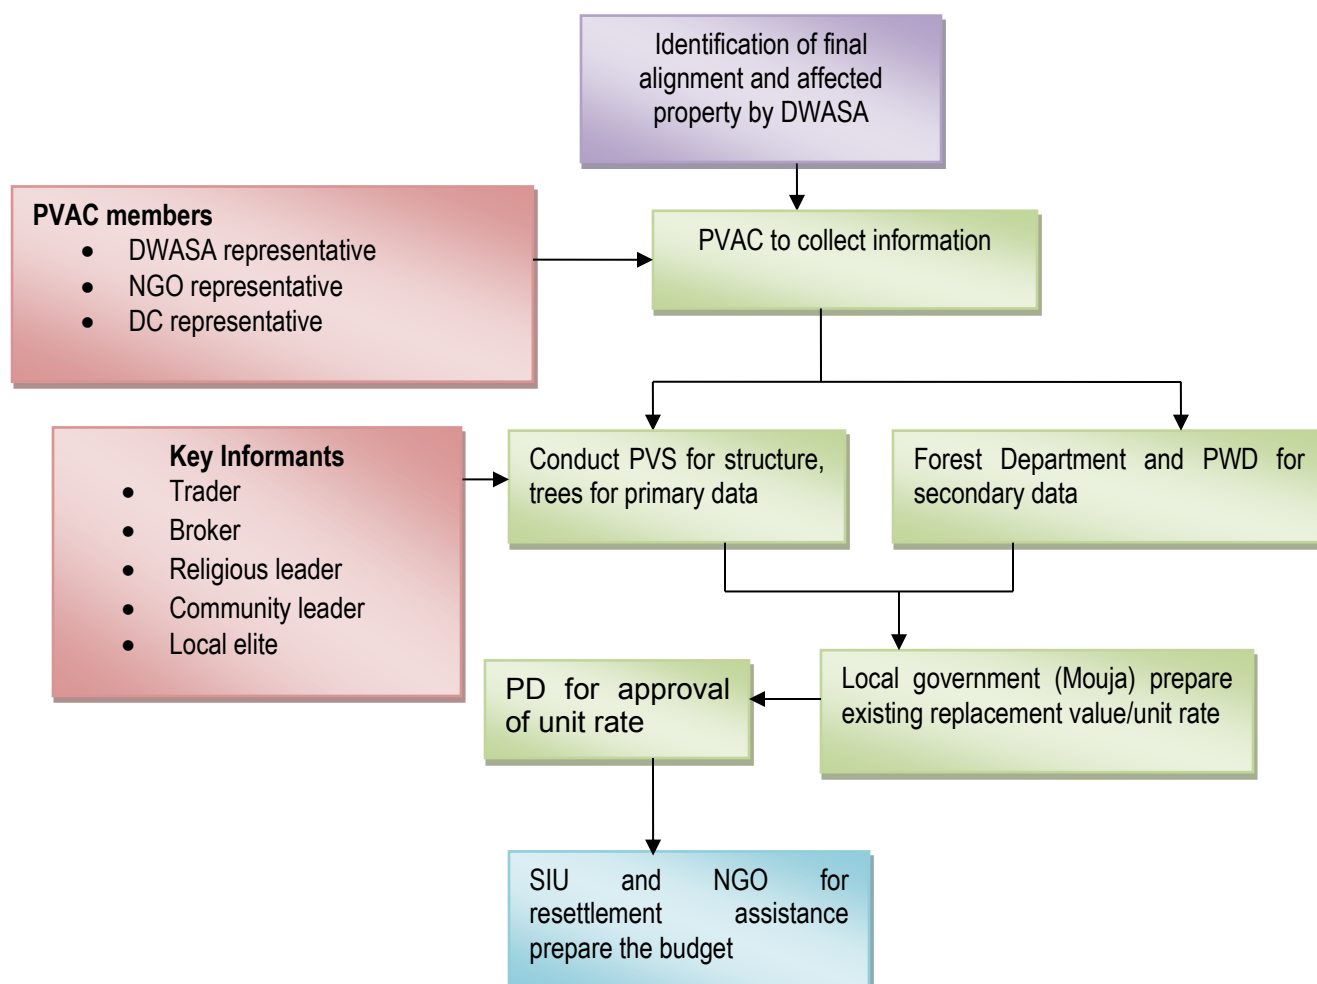 Identification of final
alignment and affected
property by DWASA
PVAC members
• DWASA representative
• NGO representative
• DC representative
PVAC to collect information
Key Informants
• Trader
• Broker
• Religious leader
• Community leader
• Local elite
Conduct PVS for structure,
trees for primary data
Forest Department and PWD for
secondary data
PD for approval
of unit rate
Local government (Mouja) prepare
existing replacement value/unit rate
SIU and NGO for
resettlement assistance
prepare the budget